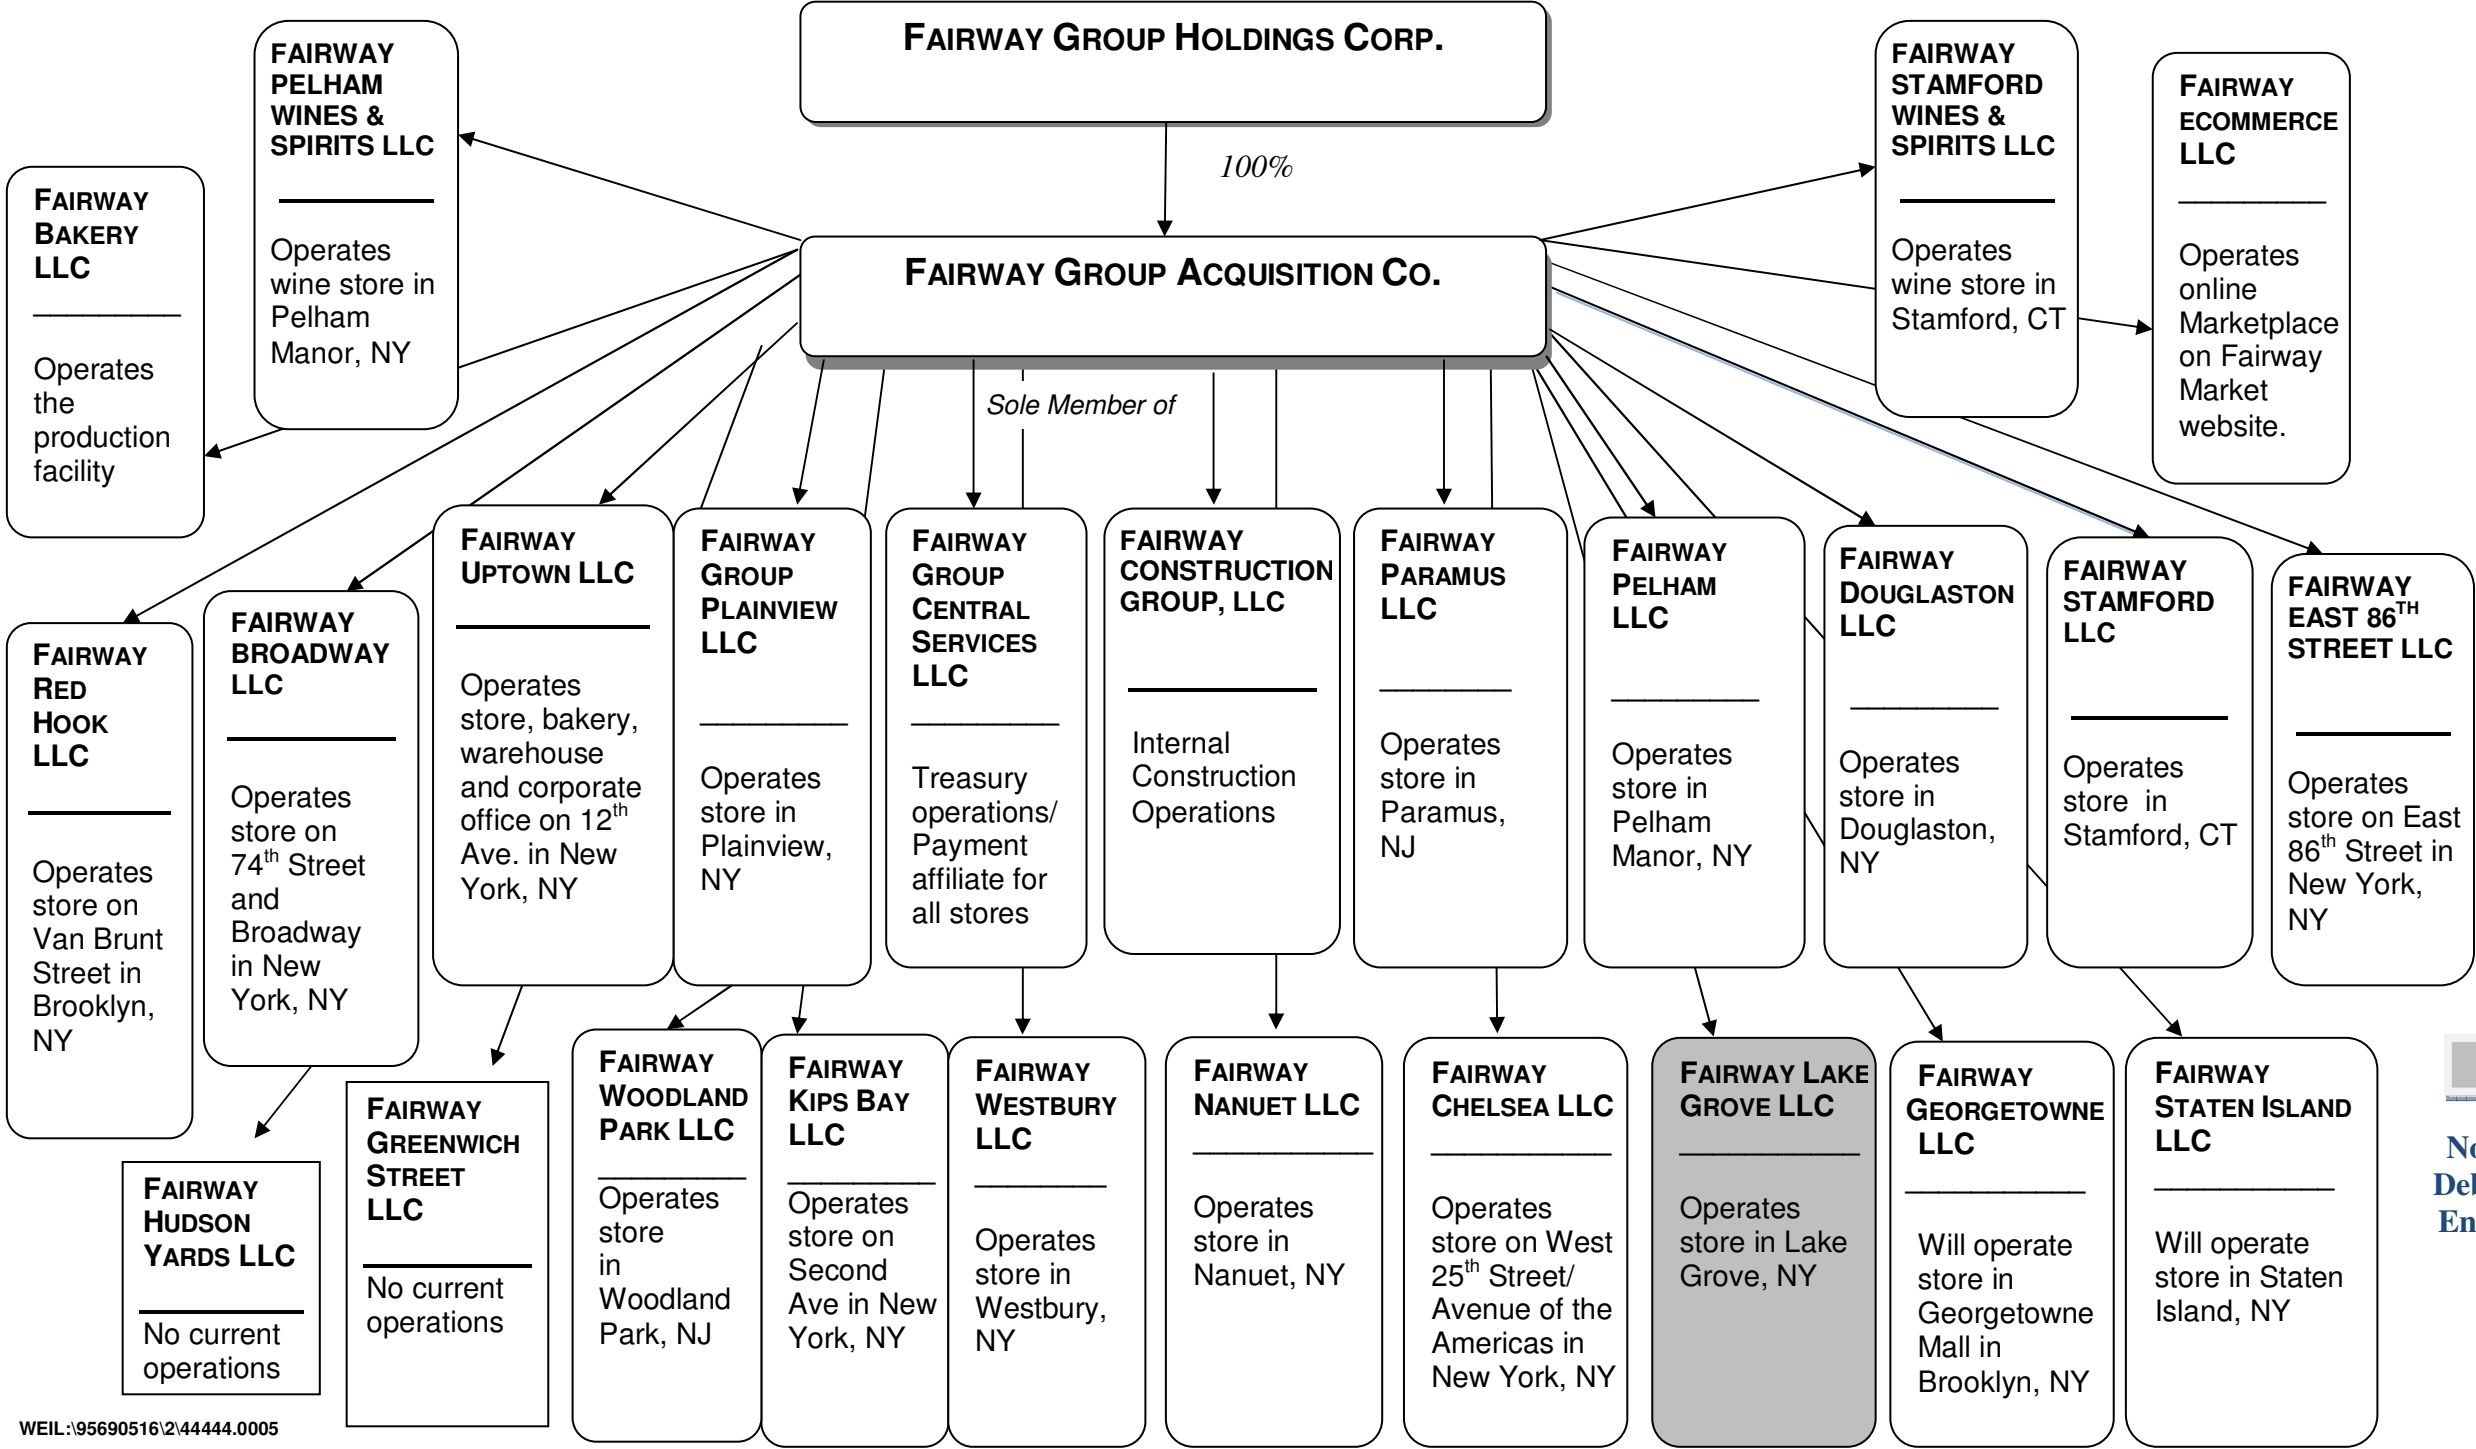 FAIRWAY GROUP HOLDINGS CORP.
100%
FAIRWAY GROUP ACQUISITION CO.
Sole Member of
FAIRWAY
BAKERY
LLC
Operates
the
production
facility
FAIRWAY
PELHAM
WINES &
SPIRITS LLC
Operates
wine store in
Pelham
Manor, NY
FAIRWAY
STAMFORD
WINES &
SPIRITS LLC
Operates
wine store in
Stamford, CT
FAIRWAY
ECOMMERCE
LLC
Operates
online
Marketplace
on Fairway
Market
website.
FAIRWAY
RED
HOOK
LLC
Operates
store on
Van Brunt
Street in
Brooklyn,
NY
FAIRWAY
BROADWAY
LLC
Operates
store on
74th Street
and
Broadway
in New
York, NY
FAIRWAY
UPTOWN LLC
Operates
store, bakery,
warehouse
and corporate
office on 12th
Ave. in New
York, NY
FAIRWAY
GROUP
PLAINVIEW
LLC
Operates
store in
Plainview,
NY
FAIRWAY
GROUP
CENTRAL
SERVICES
LLC
Treasury
operations/
Payment
affiliate for
all stores
FAIRWAY
CONSTRUCTION
GROUP, LLC
Internal
Construction
Operations
FAIRWAY
PARAMUS
LLC
Operates
store in
Paramus,
NJ
FAIRWAY
PELHAM
LLC
Operates
store in
Pelham
Manor, NY
FAIRWAY
DOUGLASTON
LLC
Operates
store in
Douglaston,
NY
FAIRWAY
STAMFORD
LLC
Operates
store in
Stamford, CT
FAIRWAY
EAST 86TH
STREET LLC
Operates
store on East
86th Street in
New York,
NY
FAIRWAY
HUDSON
YARDS LLC
No current
operations
FAIRWAY
GREENWICH
STREET
LLC
No current
operations
FAIRWAY
WOODLAND
PARK LLC
Operates
store
in
Woodland
Park, NJ
FAIRWAY
KIPS BAY
LLC
Operates
store on
Second
Ave in New
York, NY
FAIRWAY
WESTBURY
LLC
Operates
store in
Westbury,
NY
FAIRWAY
NANUET LLC
Operates
store in
Nanuet, NY
FAIRWAY
CHELSEA LLC
Operates
store on West
25th Street/
Avenue of the
Americas in
New York, NY
FAIRWAY LAKE
GROVE LLC
Operates
store in Lake
Grove, NY
FAIRWAY
GEORGETOWNE
LLC
Will operate
store in
Georgetowne
Mall in
Brooklyn, NY
FAIRWAY
STATEN ISLAND
LLC
Will operate
store in Staten
Island, NY
WEIL:\95690516\2\44444.0005